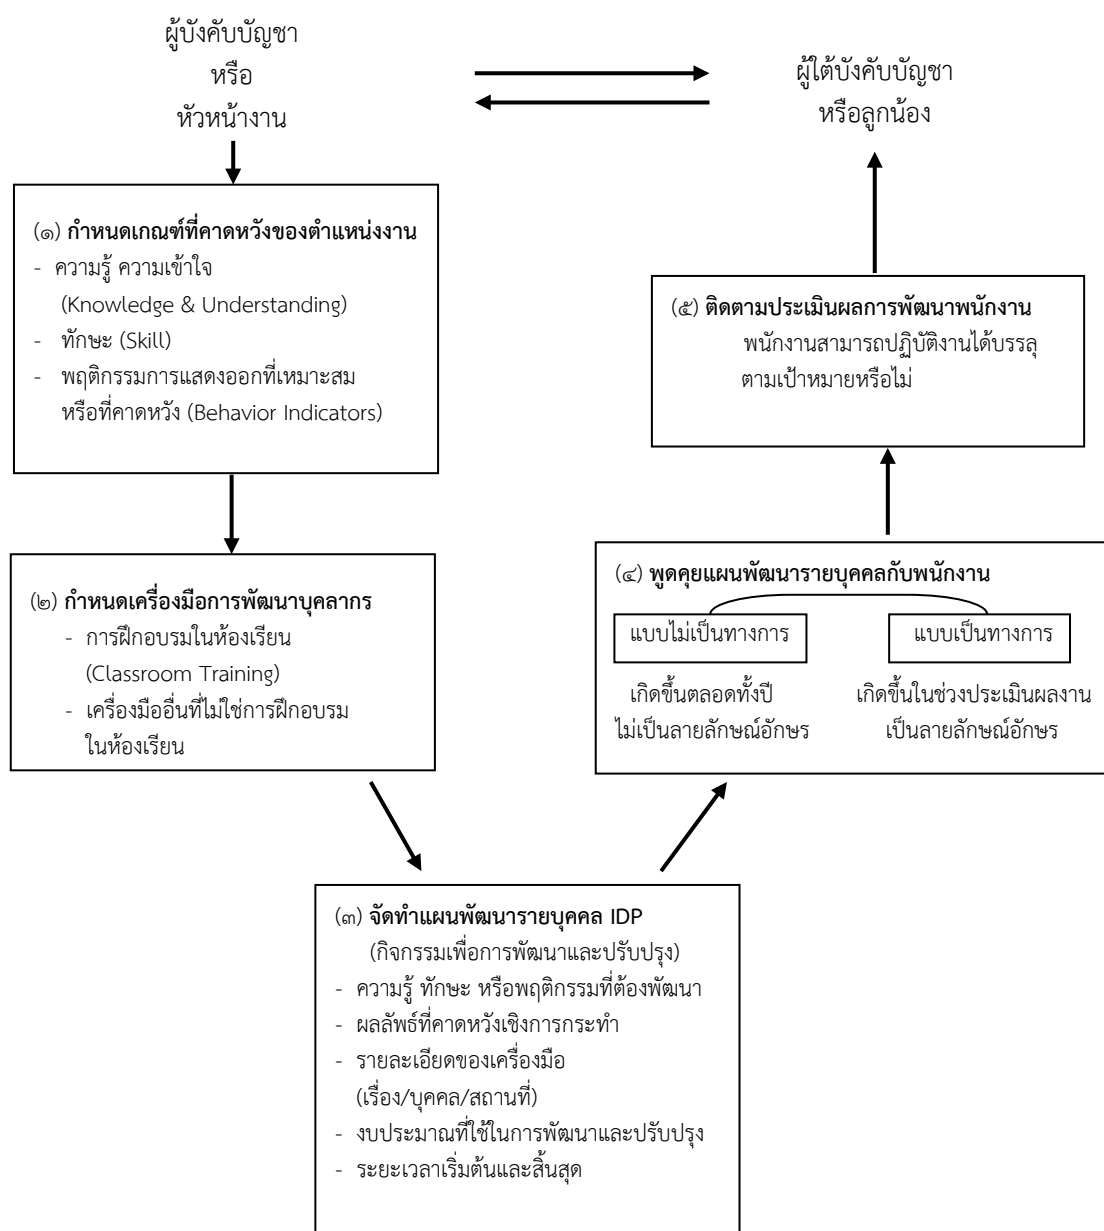 ผู้บังคับบัญชา
หรือ
หัวหน้างาน
ผู้ใต้บังคับบัญชา
หรือลูกน้อง
(๑) กำหนดเกณฑ์ที่คาดหวังของตำแหน่งงาน
- ความรู้ ความเข้าใจ
(Knowledge & Understanding)
- ทักษะ (Skill)
- พฤติกรรมการแสดงออกที่เหมาะสม
หรือที่คาดหวัง (Behavior Indicators)
(๒) กำหนดเครื่องมือการพัฒนาบุคลากร
- การฝึกอบรมในห้องเรียน
(Classroom Training)
- เครื่องมืออื่นที่ไม่ใช่การฝึกอบรม
ในห้องเรียน
(๓) จัดทำแผนพัฒนารายบุคคล IDP
(กิจกรรมเพื่อการพัฒนาและปรับปรุง)
- ความรู้ ทักษะ หรือพฤติกรรมที่ต้องพัฒนา
- ผลลัพธ์ที่คาดหวังเชิงการกระทำ
- รายละเอียดของเครื่องมือ
(เรื่อง/บุคคล/สถานที่)
- งบประมาณที่ใช้ในการพัฒนาและปรับปรุง
- ระยะเวลาเริ่มต้นและสิ้นสุด
(๔) พูดคุยแผนพัฒนารายบุคคลกับพนักงาน
แบบไม่เป็นทางการ
เกิดขึ้นตลอดทั้งปี
ไม่เป็นลายลักษณ์อักษร
แบบเป็นทางการ
เกิดขึ้นในช่วงประเมินผลงาน
เป็นลายลักษณ์อักษร
(๕) ติดตามประเมินผลการพัฒนาพนักงาน
พนักงานสามารถปฏิบัติงานได้บรรลุ
ตามเป้าหมายหรือไม่